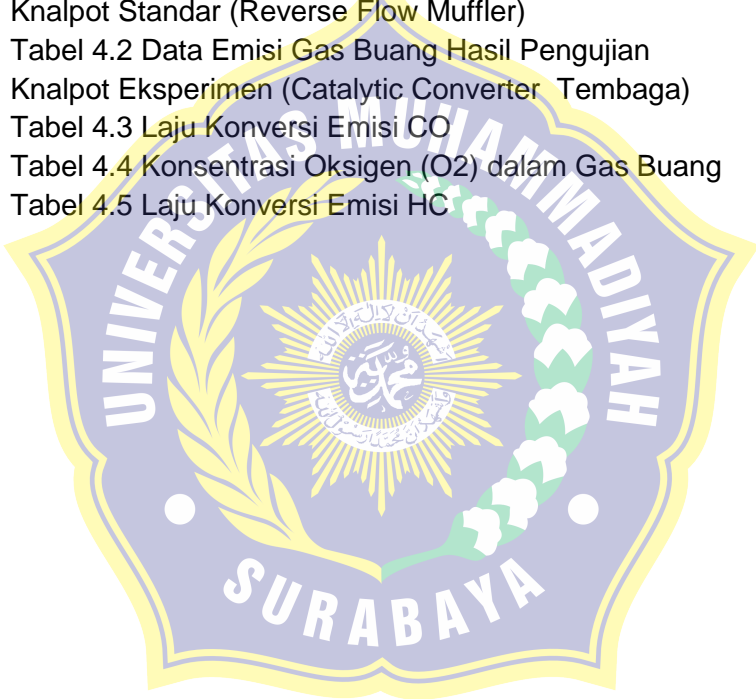 Knalpot Standar (Reverse Flow Muffler)
Tabel 4.2 Data Emisi Gas Buang Hasil Pengujian
Knalpot Eksperimen (Catalytic Converter Tembaga)
Tabel 4.3 Laju Konversi Emisi CO
Tabel 4.4 Konsentrasi Oksigen (O2) dalam Gas Buang
Tabel 4.5 Laju Konversi Emisi HC
UNIVERSITAS MUHAMMADIYAH
SURABAYA